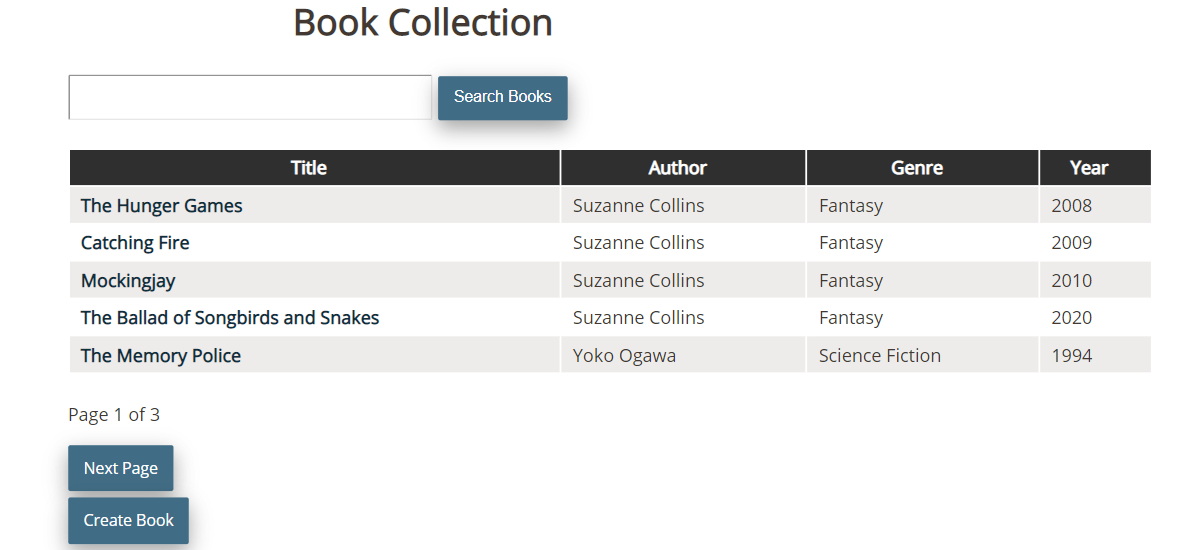 Book Collection
Search Books
Title Author Genre Year
The Hunger Games Suzanne Collins Fantasy 2008
Catching Fire Suzanne Collins Fantasy 2009
Mockingjay Suzanne Collins Fantasy 2010
The Ballad of Songbirds and Snakes Suzanne Collins Fantasy 2020
The Memory Police Yoko Ogawa Science Fiction 1994
Page 1 of 3
Next Page
Create Book